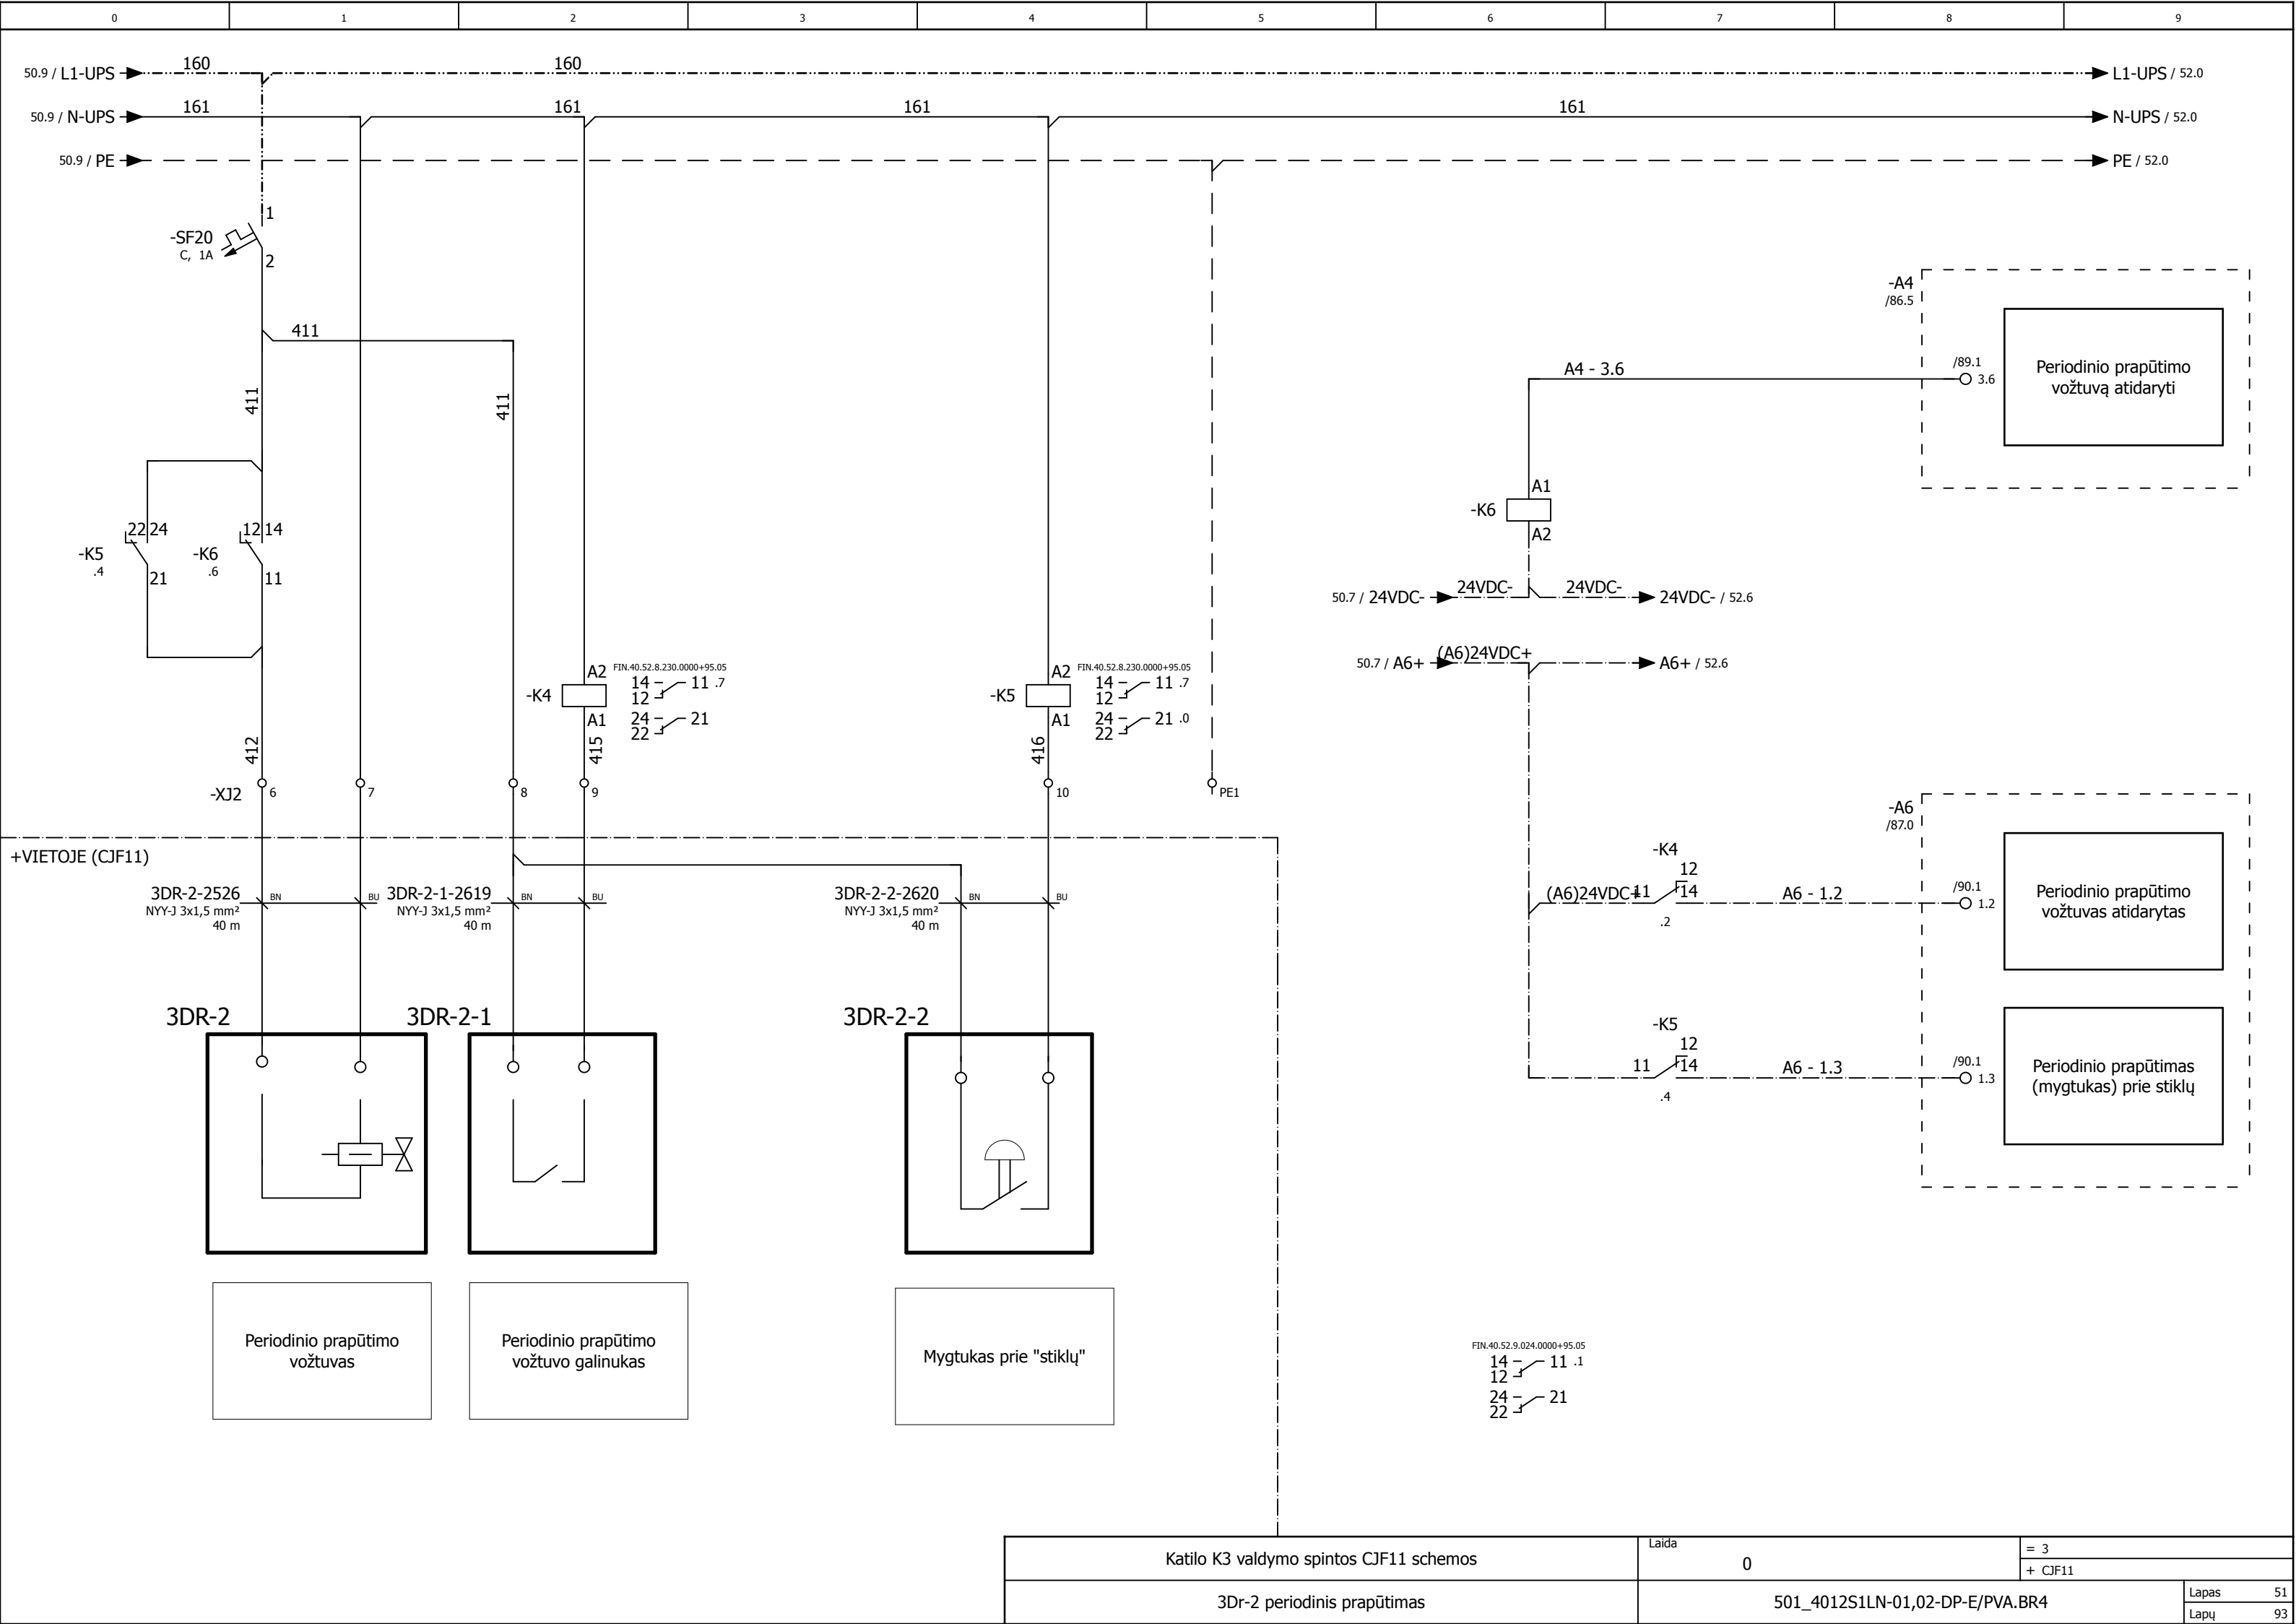 0 1 2 3 4 5 6 7 8 9
50.9 / L1-UPS 160 160 L1-UPS / 52.0
50.9 / N-UPS 161 161 161 161 N-UPS / 52.0
50.9 / PE PE / 52.0
1
-SF20
C, 1A
2
-A4
/86.5
411
A4 - 3.6
/89.1
3.6
Periodinio prapūtimo
vožtuvą atidaryti
411
411
A1
-K6
A2
22 24
-K5
.4
21
12 14
-K6
.6
11
50.7 / 24VDC- 24VDC- 24VDC- 24VDC- / 52.6
50.7 / A6+ (A6)24VDC+ A6+ / 52.6
A2 FIN.40.52.8.230.0000+95.05
-K4
14 11 .7
12
A1
24 21
22
A2 FIN.40.52.8.230.0000+95.05
-K5
14 11 .7
12
A1
24 21 .0
22
412
415
416
-XJ2 6 7 8 9 10 PE1
-A6
/87.0
+VIETOJE (CJF11)
3DR-2-2526 BN BU
NYY-J 3x1,5 mm²
40 m
3DR-2-1-2619 BN BU
NYY-J 3x1,5 mm²
40 m
3DR-2-2-2620 BN BU
NYY-J 3x1,5 mm²
40 m
-K4
12
(A6)24VDC+ 11 14 A6 - 1.2
.2
/90.1
1.2
Periodinio prapūtimo
vožtuvas atidarytas
3DR-2 3DR-2-1 3DR-2-2
-K5
12
11 14 A6 - 1.3
.4
/90.1
1.3
Periodinio prapūtimas
(mygtukas) prie stiklų
Periodinio prapūtimo
vožtuvas
Periodinio prapūtimo
vožtuvo galinukas
Mygtukas prie "stiklų"
FIN.40.52.9.024.0000+95.05
14 11 .1
12
24 21
22
Katilo K3 valdymo spintos CJF11 schemos
Laida
0
= 3
+ CJF11
3Dr-2 periodinis prapūtimas
501_4012S1LN-01,02-DP-E/PVA.BR4
Lapas 51
Lapų 93